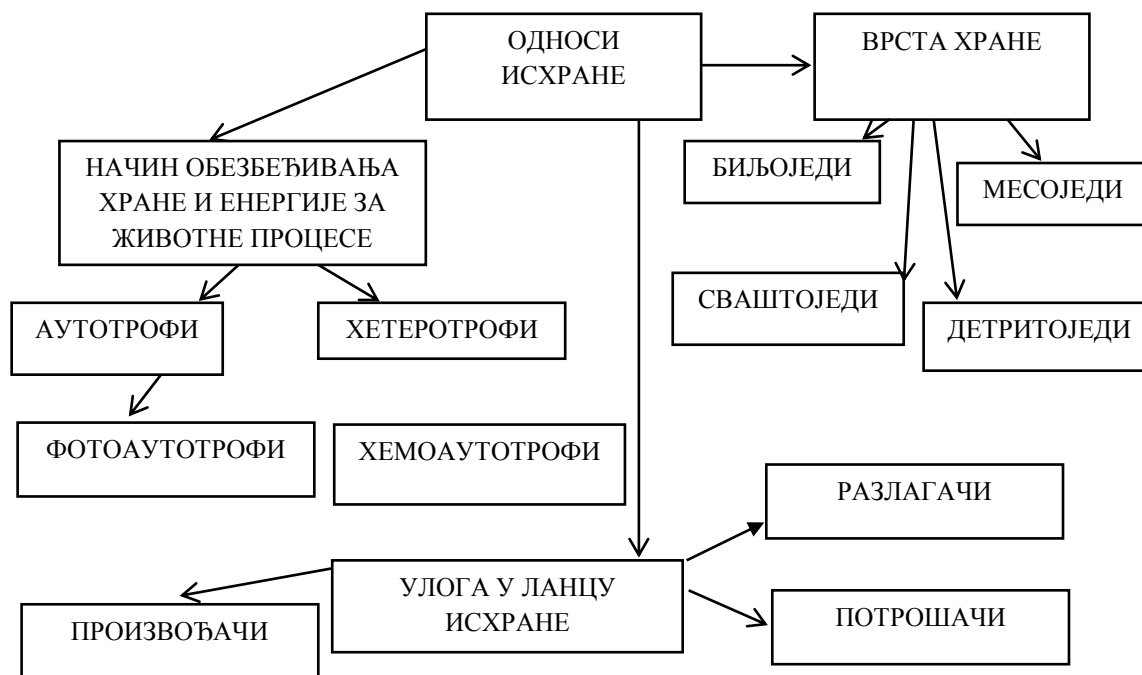 ОДНОСИ
ИСХРАНЕ
ВРСТА ХРАНЕ
НАЧИН ОБЕЗБЕЂИВАЊА
ХРАНЕ И ЕНЕРГИЈЕ ЗА
ЖИВОТНЕ ПРОЦЕСЕ
БИЉОЈЕДИ
МЕСОЈЕДИ
СВАШТОЈЕДИ
ДЕТРИТОЈЕДИ
АУТОТРОФИ
ХЕТЕРОТРОФИ
ФОТОАУТОТРОФИ
ХЕМОАУТОТРОФИ
РАЗЛАГАЧИ
УЛОГА У ЛАНЦУ
ИСХРАНЕ
ПРОИЗВОЂАЧИ
ПОТРОШАЧИ